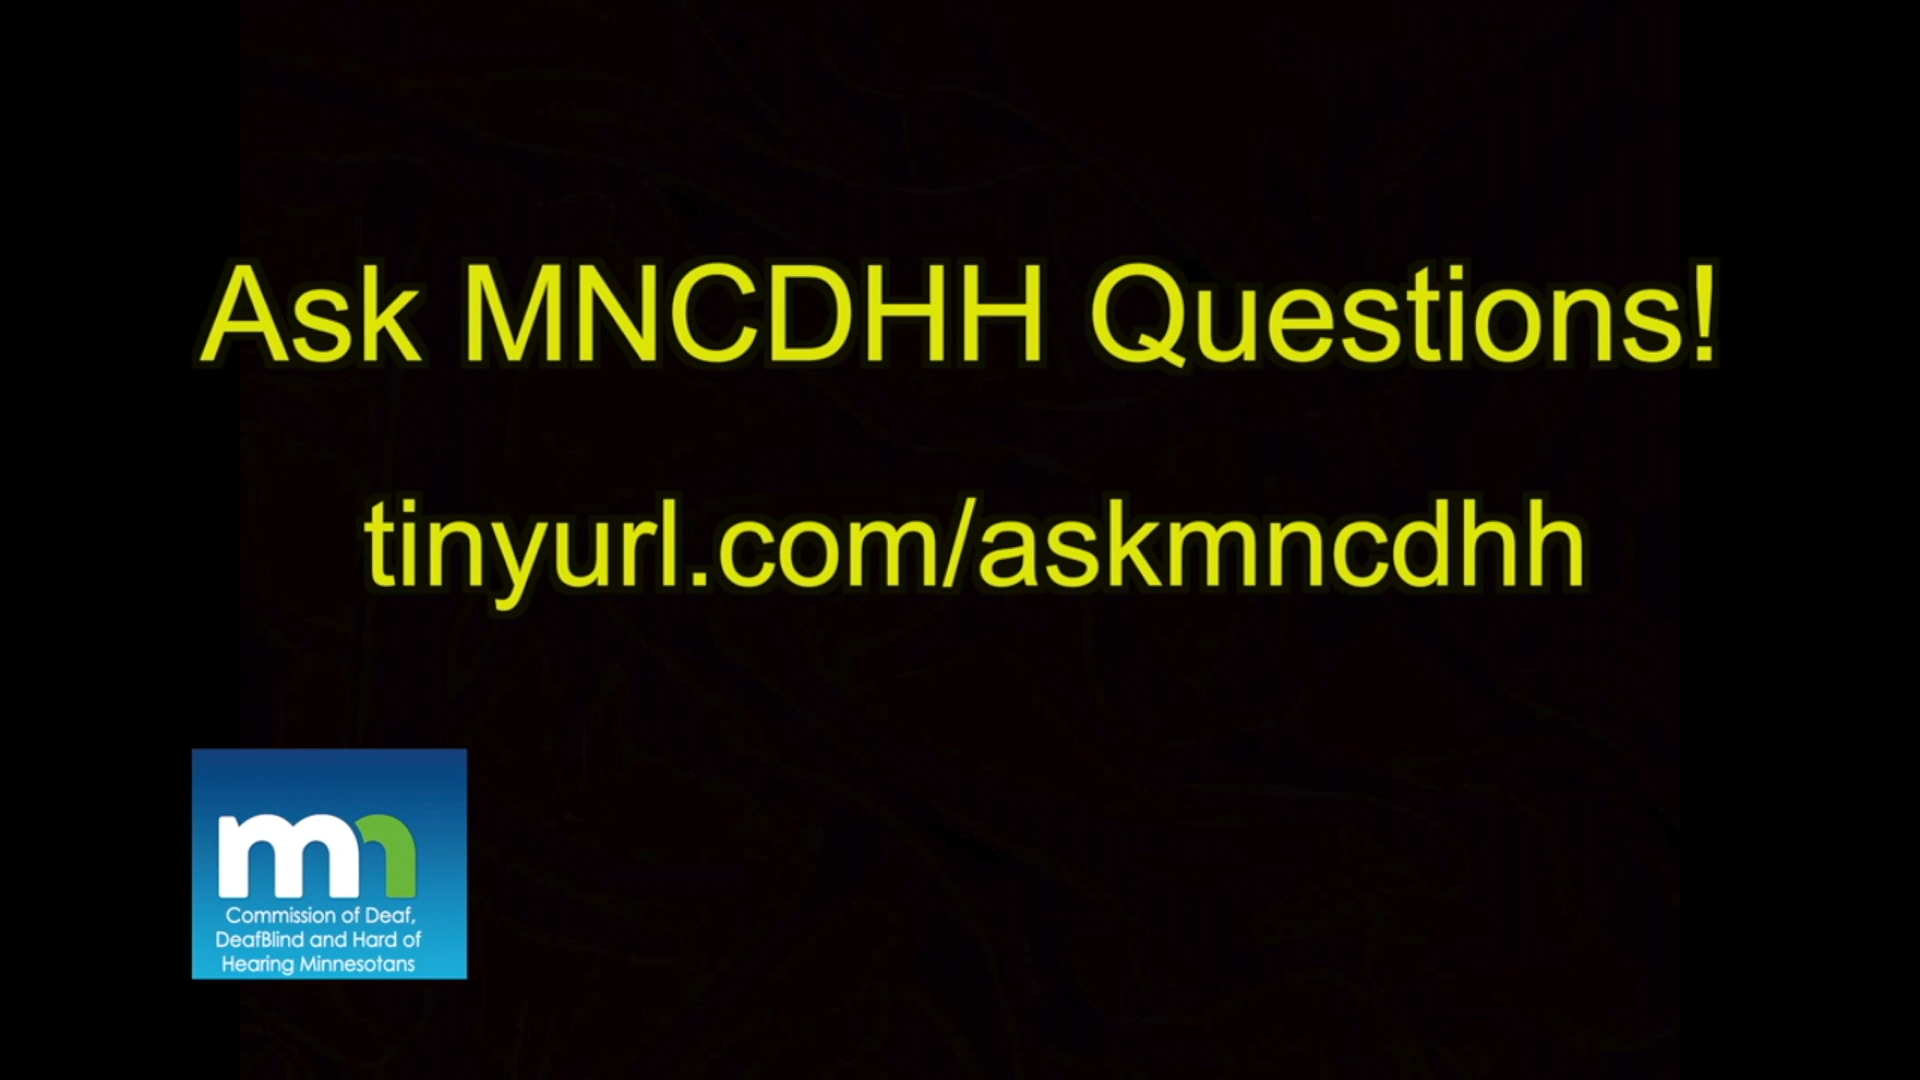 Ask MNCDHH Questions!
tinyurl.com/askmncdhh
mn
Commission of Deaf,
DeafBlind and Hard of
Hearing Minnesotans